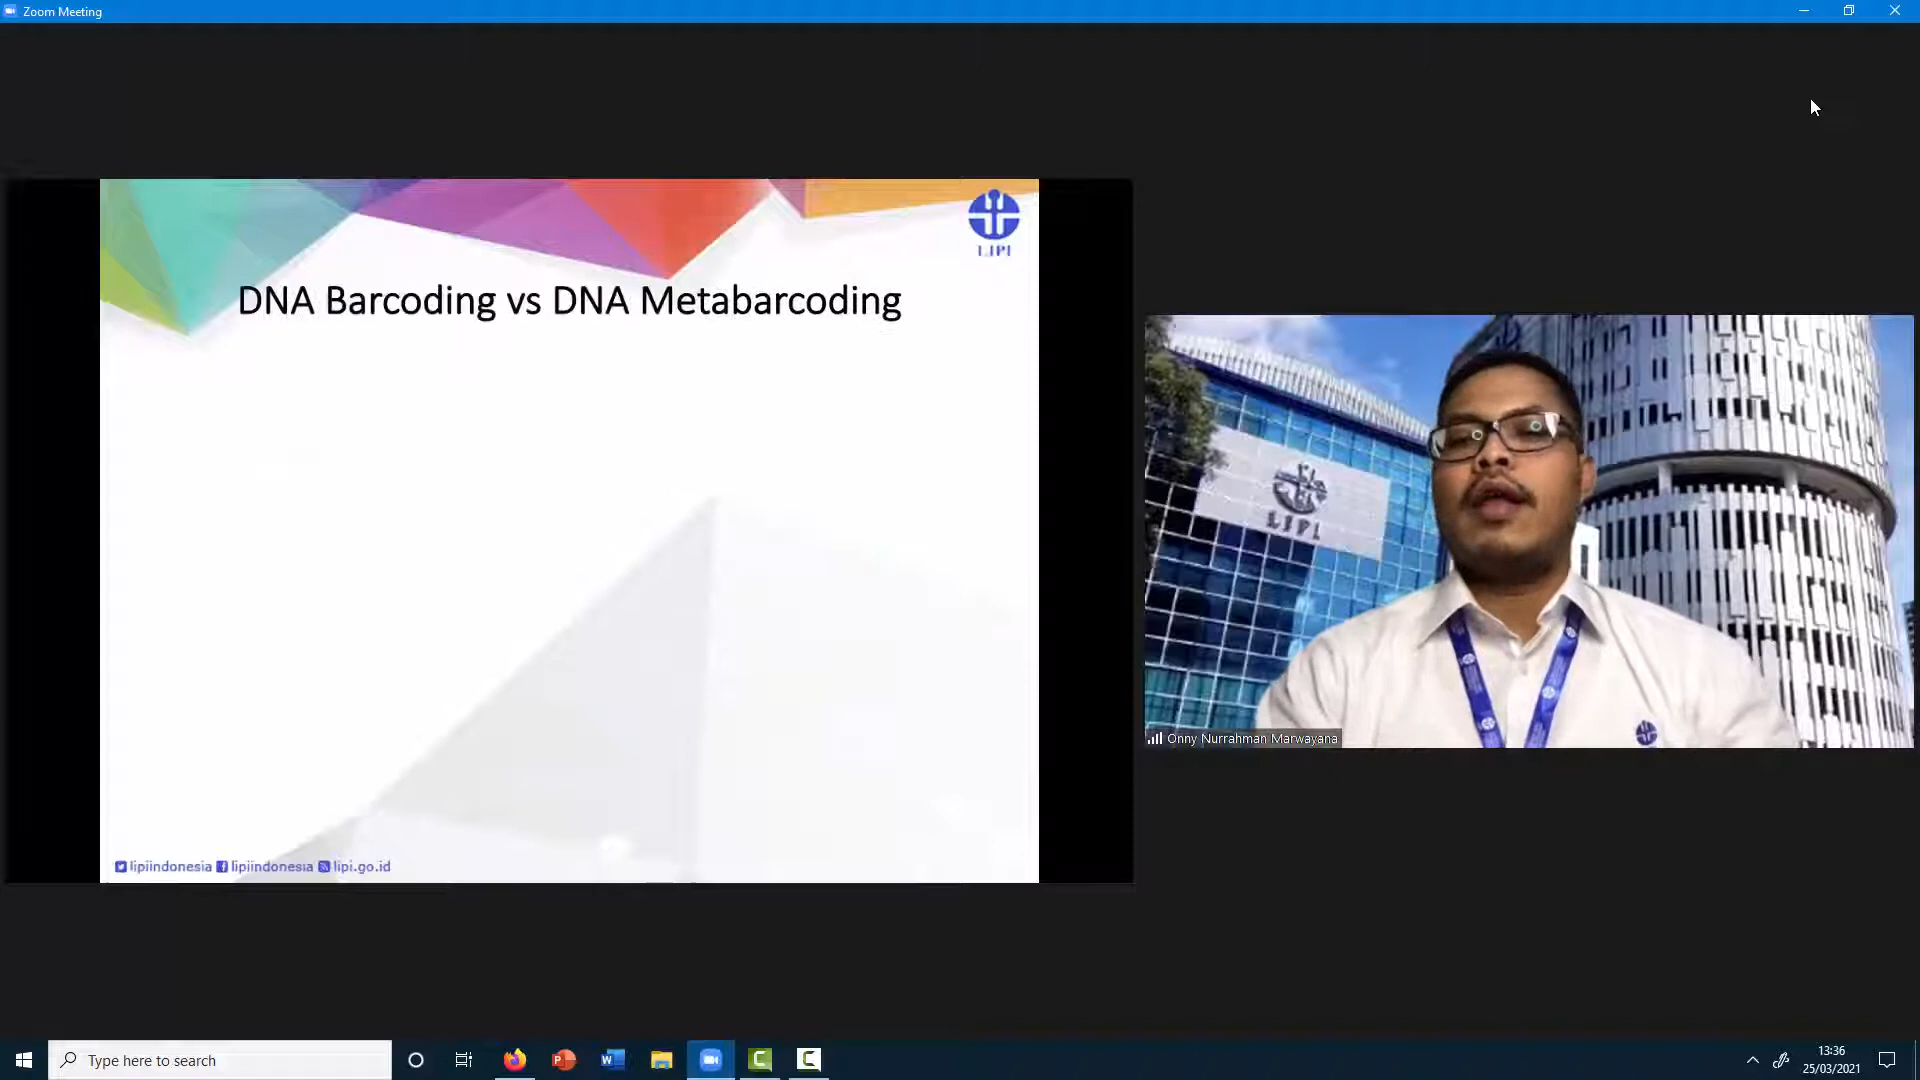 Zoom Meeting
LIPI
DNA Barcoding vs DNA Metabarcoding
LIPI
Onny Nurrahman Marwayana
lipiindonesia lipiindonesia lipi.go.id
Type here to search
13:36
25/03/2021